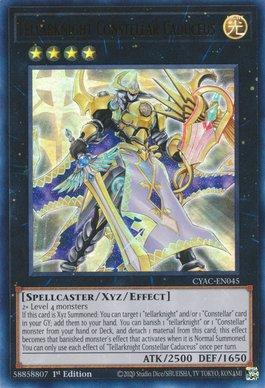 Tellarknight Constellar Caduceus
光
CYAC-EN045
[Spellcaster/Xyz/Effect]
2+ Level 4 monsters
If this card is Xyz Summoned: You can target 1 "tellarknight" and/or 1 "Constellar" card
in your GY; add them to your hand. You can banish 1 "tellarknight" or 1 "Constellar"
monster from your hand or Deck, and detach 1 material from this card; this effect
becomes that monster's effect that activates when it is Normal Summoned. You
can only use each effect of "Tellarknight Constellar Caduceus" once per turn.
ATK/2500 DEF/1650
58858807 1st Edition
©2020 Studio Dice/SHUEISHA, TV TOKYO, KONAMI